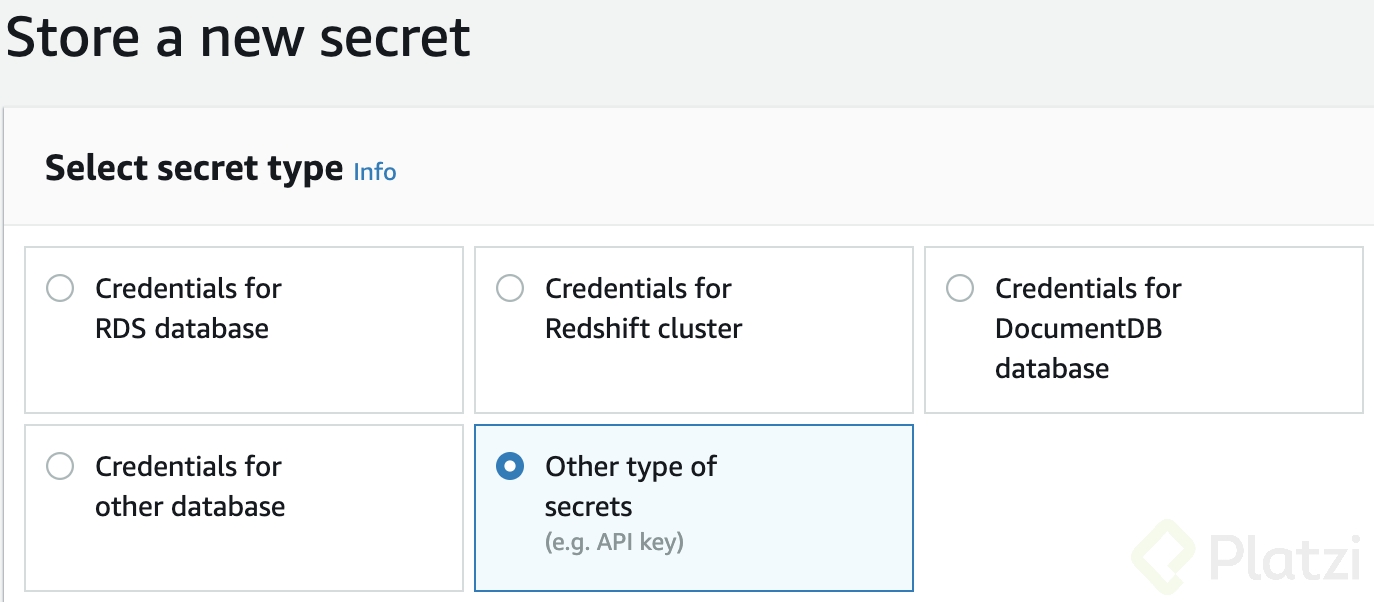 Store a new secret
Select secret type Info
Credentials for
RDS database
Credentials for
Redshift cluster
Credentials for
DocumentDB
database
Credentials for
other database
Other type of
secrets
(e.g. API key)
Platzi